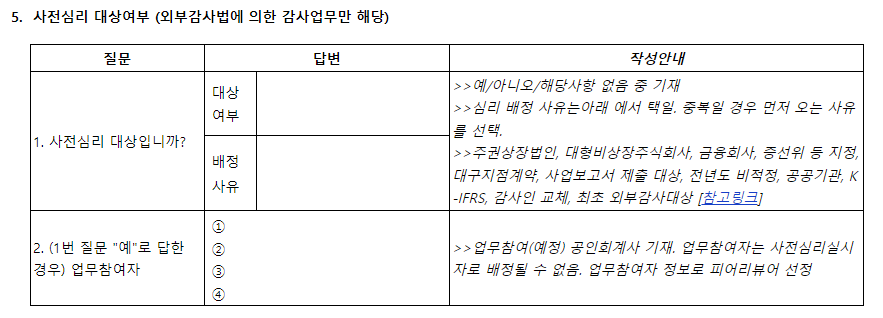 5. 사전심리 대상여부 (외부감사법에 의한 감사업무만 해당)
질문 답변 작성안내
1. 사전심리 대상입니까?
대상
여부
배정
사유
>>예/아니오/해당사항 없음 중 기재
>>심리 배정 사유는아래 에서 택일. 중복일 경우 먼저 오는 사유
를 선택.
>>주권상장법인, 대형비상장주식회사, 금융회사, 증선위 등 지정,
대구지점계약, 사업보고서 제출 대상, 전년도 비적정, 공공기관, K
-IFRS, 감사인 교체, 최초 외부감사대상 [참고링크]
2. (1번 질문 "예"로 답한
경우) 업무참여자
①
②
③
④
>>업무참여(예정) 공인회계사 기재. 업무참여자는 사전심리실시
자로 배정될 수 없음. 업무참여자 정보로 피어리뷰어 선정